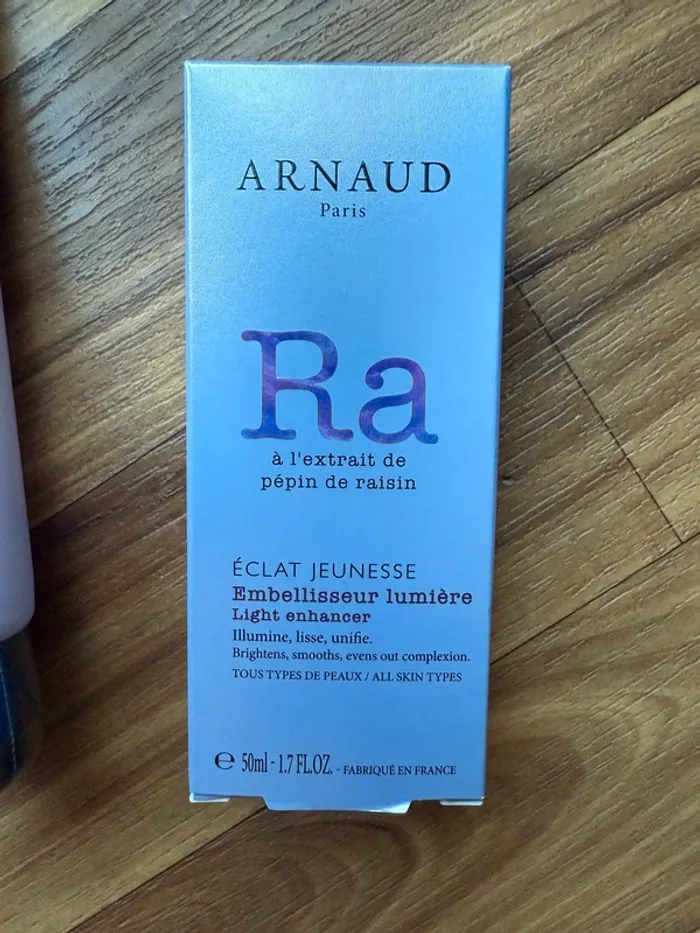 ARNAUD
Paris
Ra
à l'extrait de
pépin de raisin
ÉCLAT JEUNESSE
Embellisseur lumière
Light enhancer
Illumine, lisse, unifie.
Brightens, smooths, evens out complexion.
TOUS TYPES DE PEAUX / ALL SKIN TYPES
℮ 50ml - 1.7 FL.OZ. - FABRIQUÉ EN FRANCE